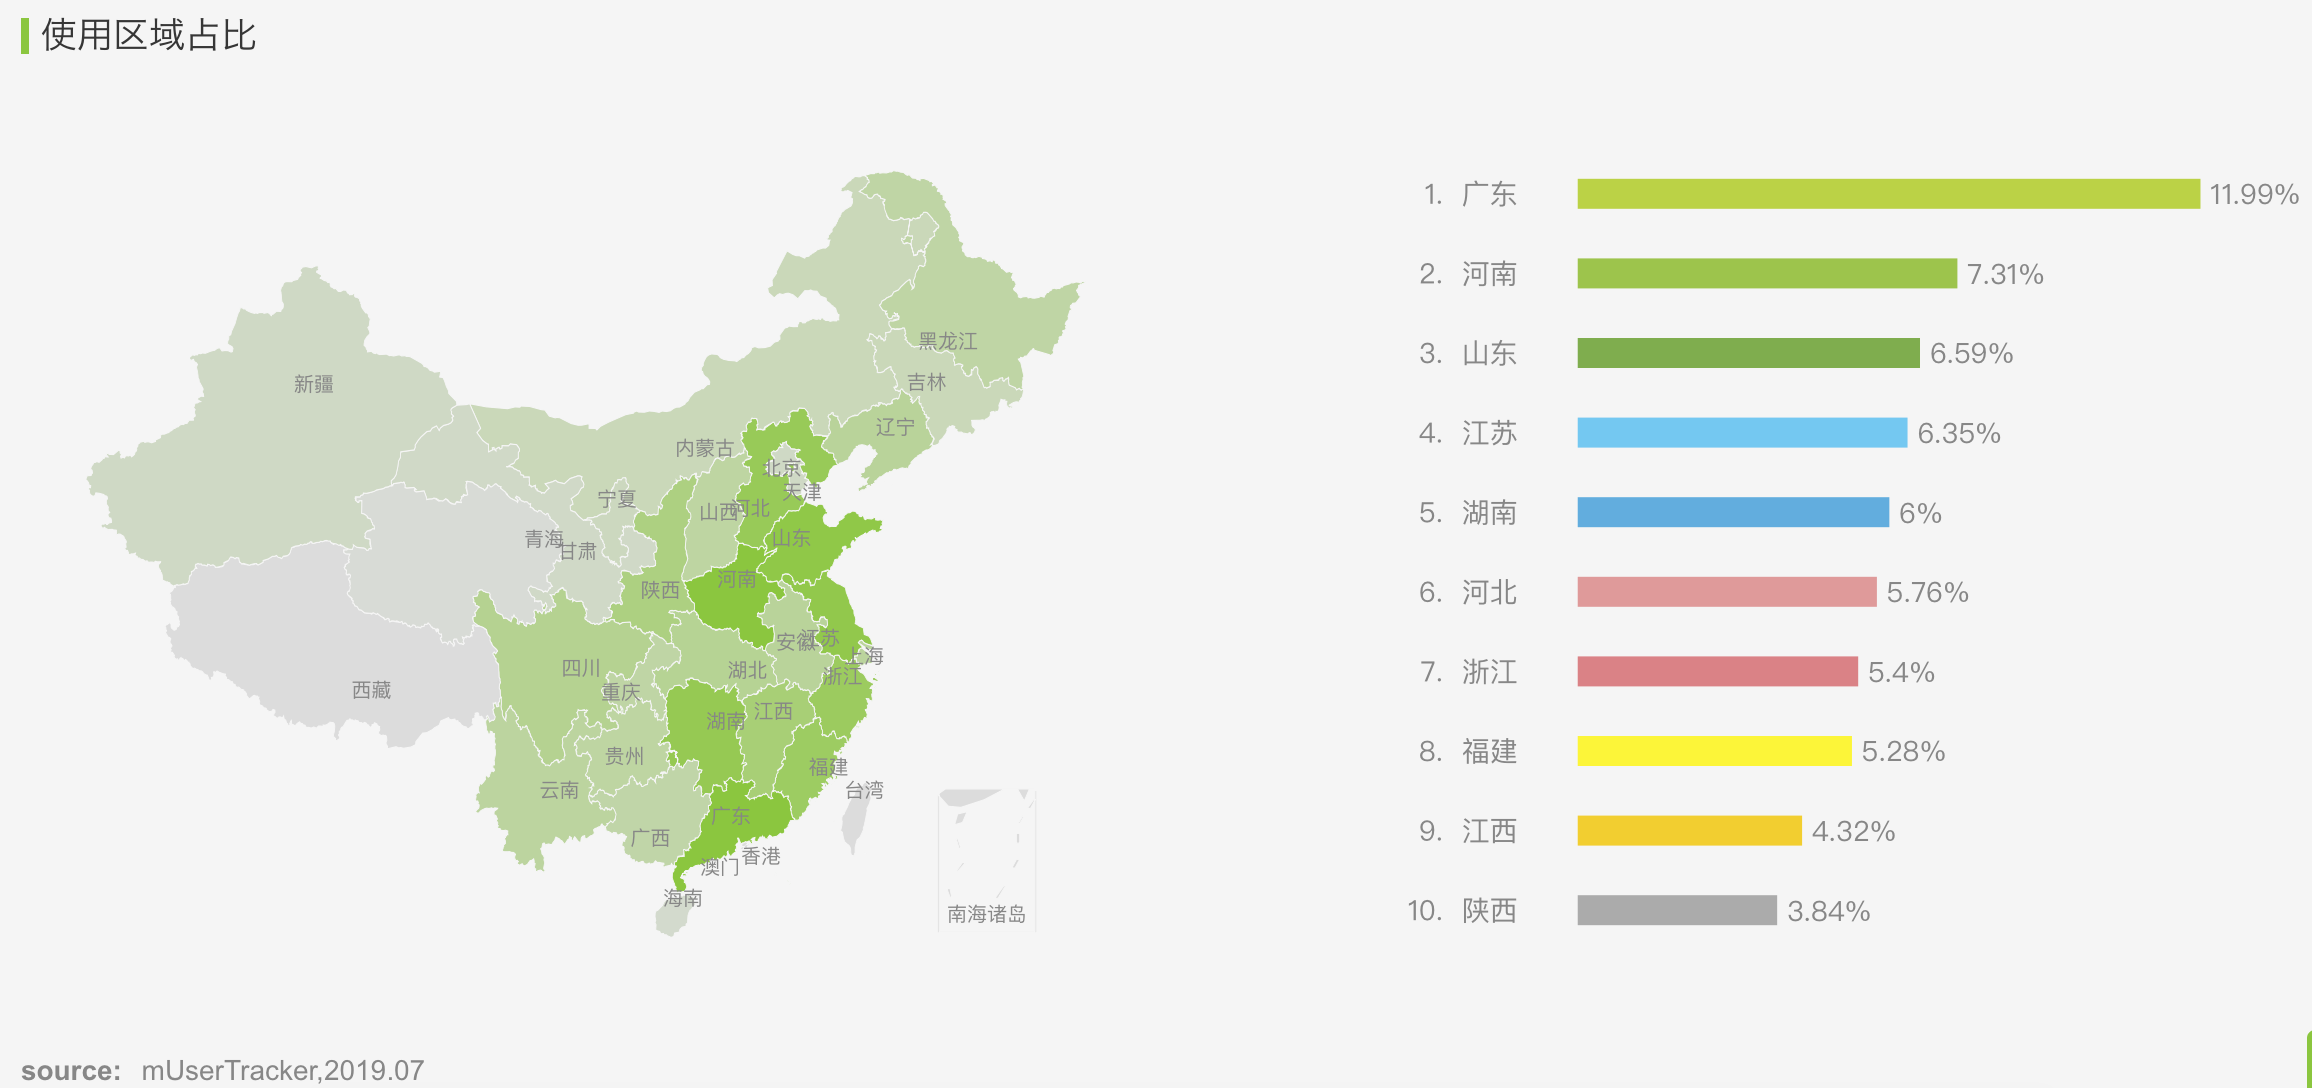 使用区域占比
黑龙江
吉林
新疆
辽宁
内蒙古
北京
天津
宁夏
山西
河北
青海
甘肃
山东
河南
陕西
安徽
江苏
上海
四川
湖北
浙江
重庆
西藏
湖南
江西
贵州
福建
云南
台湾
广东
广西
香港
澳门
海南
南海诸岛
1. 广东 11.99%
2. 河南 7.31%
3. 山东 6.59%
4. 江苏 6.35%
5. 湖南 6%
6. 河北 5.76%
7. 浙江 5.4%
8. 福建 5.28%
9. 江西 4.32%
10. 陕西 3.84%
source: mUserTracker,2019.07